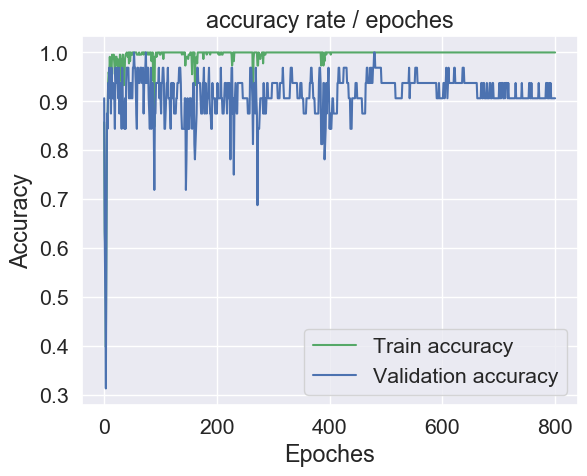 accuracy rate / epoches
1.0
0.9
0.8
0.7
0.6
0.5
0.4
0.3
Accuracy
Train accuracy
Validation accuracy
0 200 400 600 800
Epoches